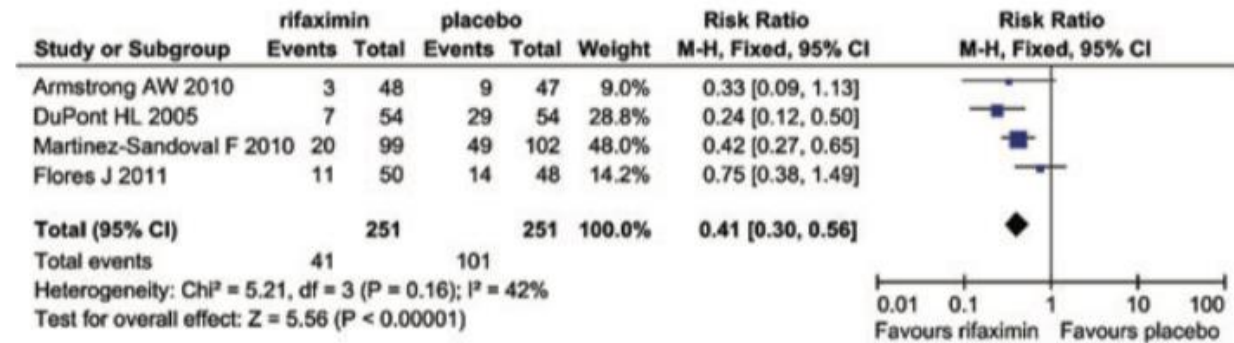 rifaximin placebo Risk Ratio Risk Ratio
Study or Subgroup Events Total Events Total Weight M-H, Fixed, 95% CI M-H, Fixed, 95% CI
Armstrong AW 2010 3 48 9 47 9.0% 0.33 [0.09, 1.13]
DuPont HL 2005 7 54 29 54 28.8% 0.24 [0.12, 0.50]
Martinez-Sandoval F 2010 20 99 49 102 48.0% 0.42 [0.27, 0.65]
Flores J 2011 11 50 14 48 14.2% 0.75 [0.38, 1.49]
Total (95% CI) 251 251 100.0% 0.41 [0.30, 0.56]
Total events 41 101
Heterogeneity: Chi² = 5.21, df = 3 (P = 0.16); I² = 42%
Test for overall effect: Z = 5.56 (P < 0.00001)
0.01 0.1 1 10 100
Favours rifaximin Favours placebo